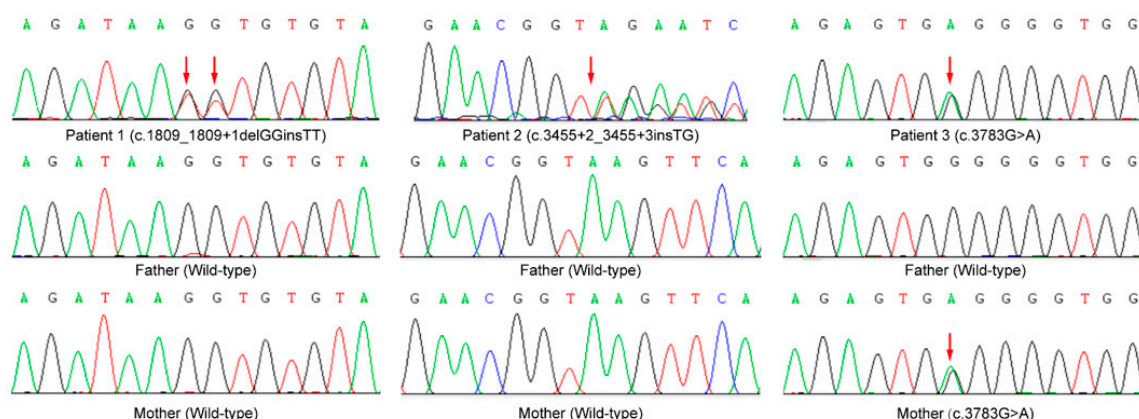 A G A T A A G G T G T G T A
G A A C G G T A G A A T C
A G A G T G A G G G G T G G
Patient 1 (c.1809_1809+1delGGinsTT)
Patient 2 (c.3455+2_3455+3insTG)
Patient 3 (c.3783G>A)
A G A T A A G G T G T G T A
G A A C G G T A A G T T C A
A G A G T G G G G G G T G G
Father (Wild-type)
Father (Wild-type)
Father (Wild-type)
A G A T A A G G T G T G T A
G A A C G G T A A G T T C A
A G A G T G A G G G G T G G
Mother (Wild-type)
Mother (Wild-type)
Mother (c.3783G>A)